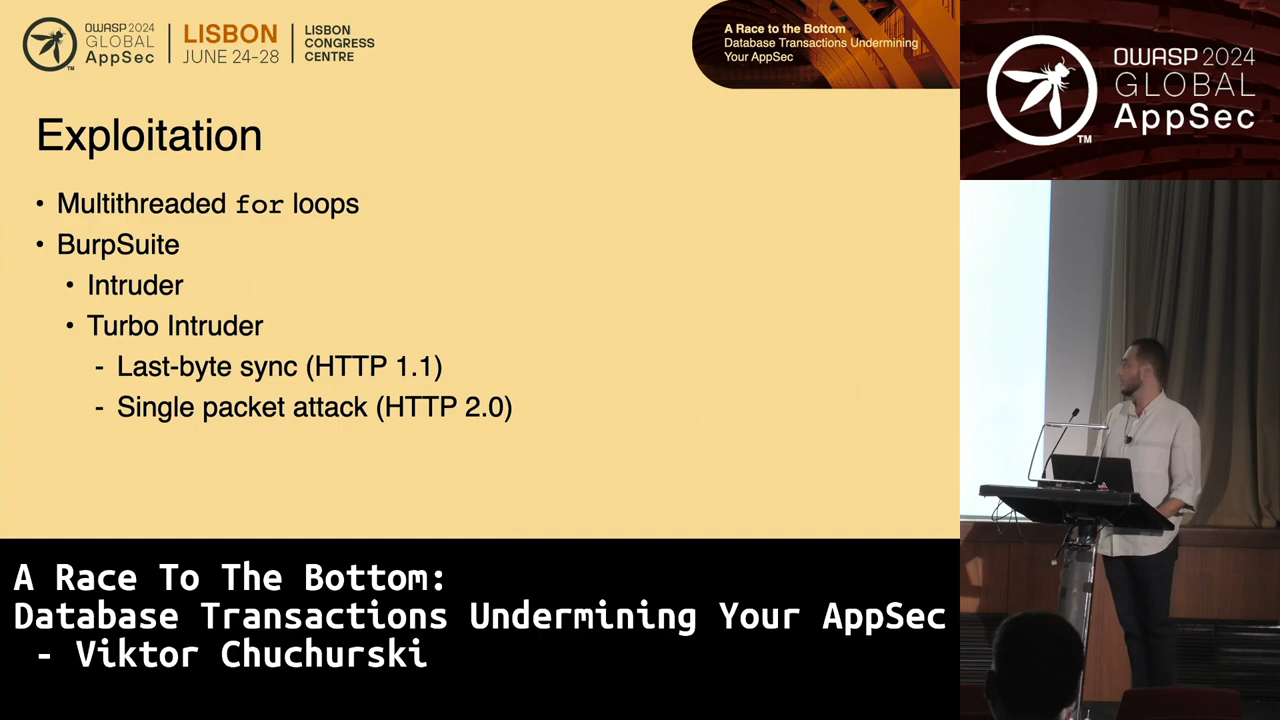 OWASP 2024
GLOBAL
AppSec
TM
LISBON
JUNE 24-28
LISBON
CONGRESS
CENTRE
A Race to the Bottom
Database Transactions Undermining
Your AppSec
OWASP 2024
GLOBAL
AppSec
TM
Exploitation
• Multithreaded for loops
• BurpSuite
• Intruder
• Turbo Intruder
- Last-byte sync (HTTP 1.1)
- Single packet attack (HTTP 2.0)
A Race To The Bottom:
Database Transactions Undermining Your AppSec
- Viktor Chuchurski